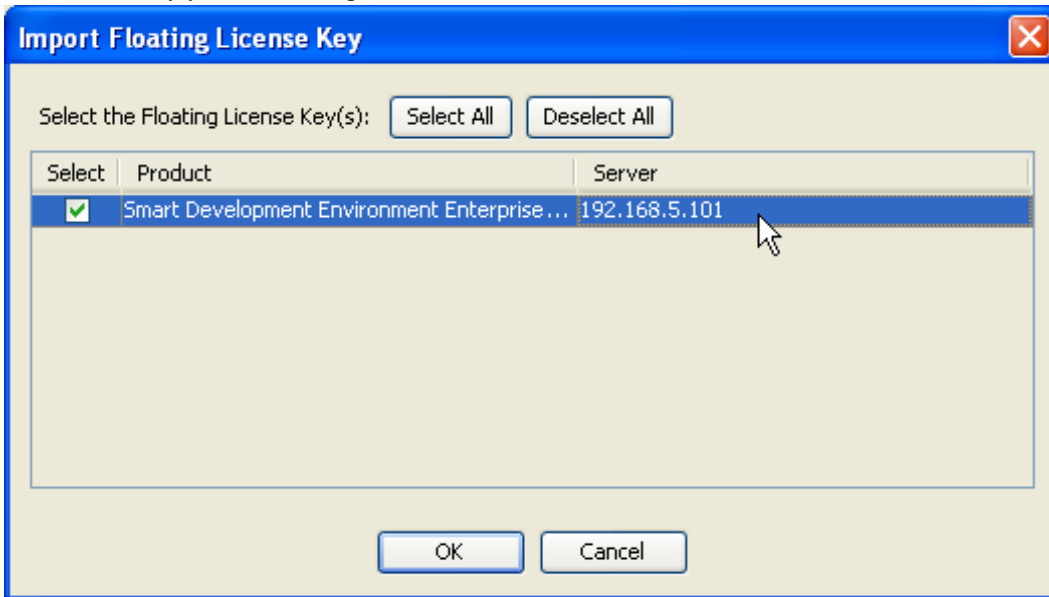 Import Floating License Key
Select the Floating License Key(s): Select All Deselect All
Select Product Server
Smart Development Environment Enterprise... 192.168.5.101
OK Cancel